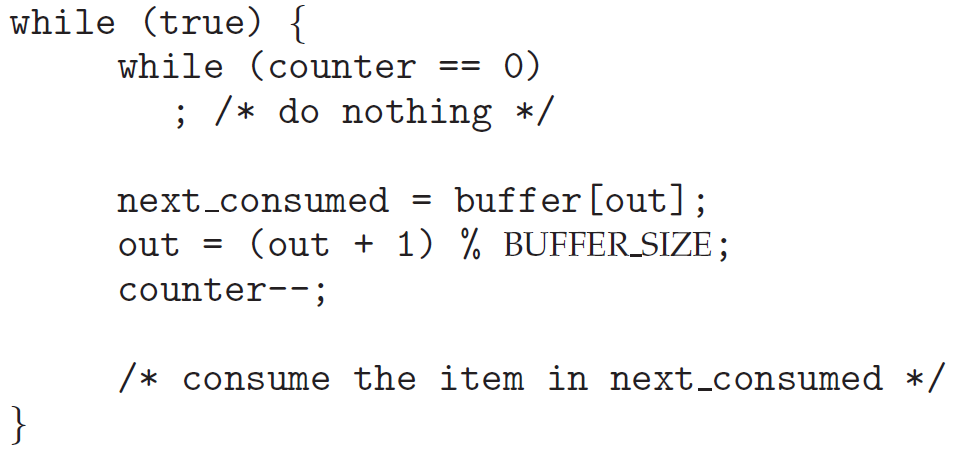 while (true) {
while (counter == 0)
; /* do nothing */
next_consumed = buffer[out];
out = (out + 1) % BUFFER_SIZE;
counter--;
/* consume the item in next_consumed */
}